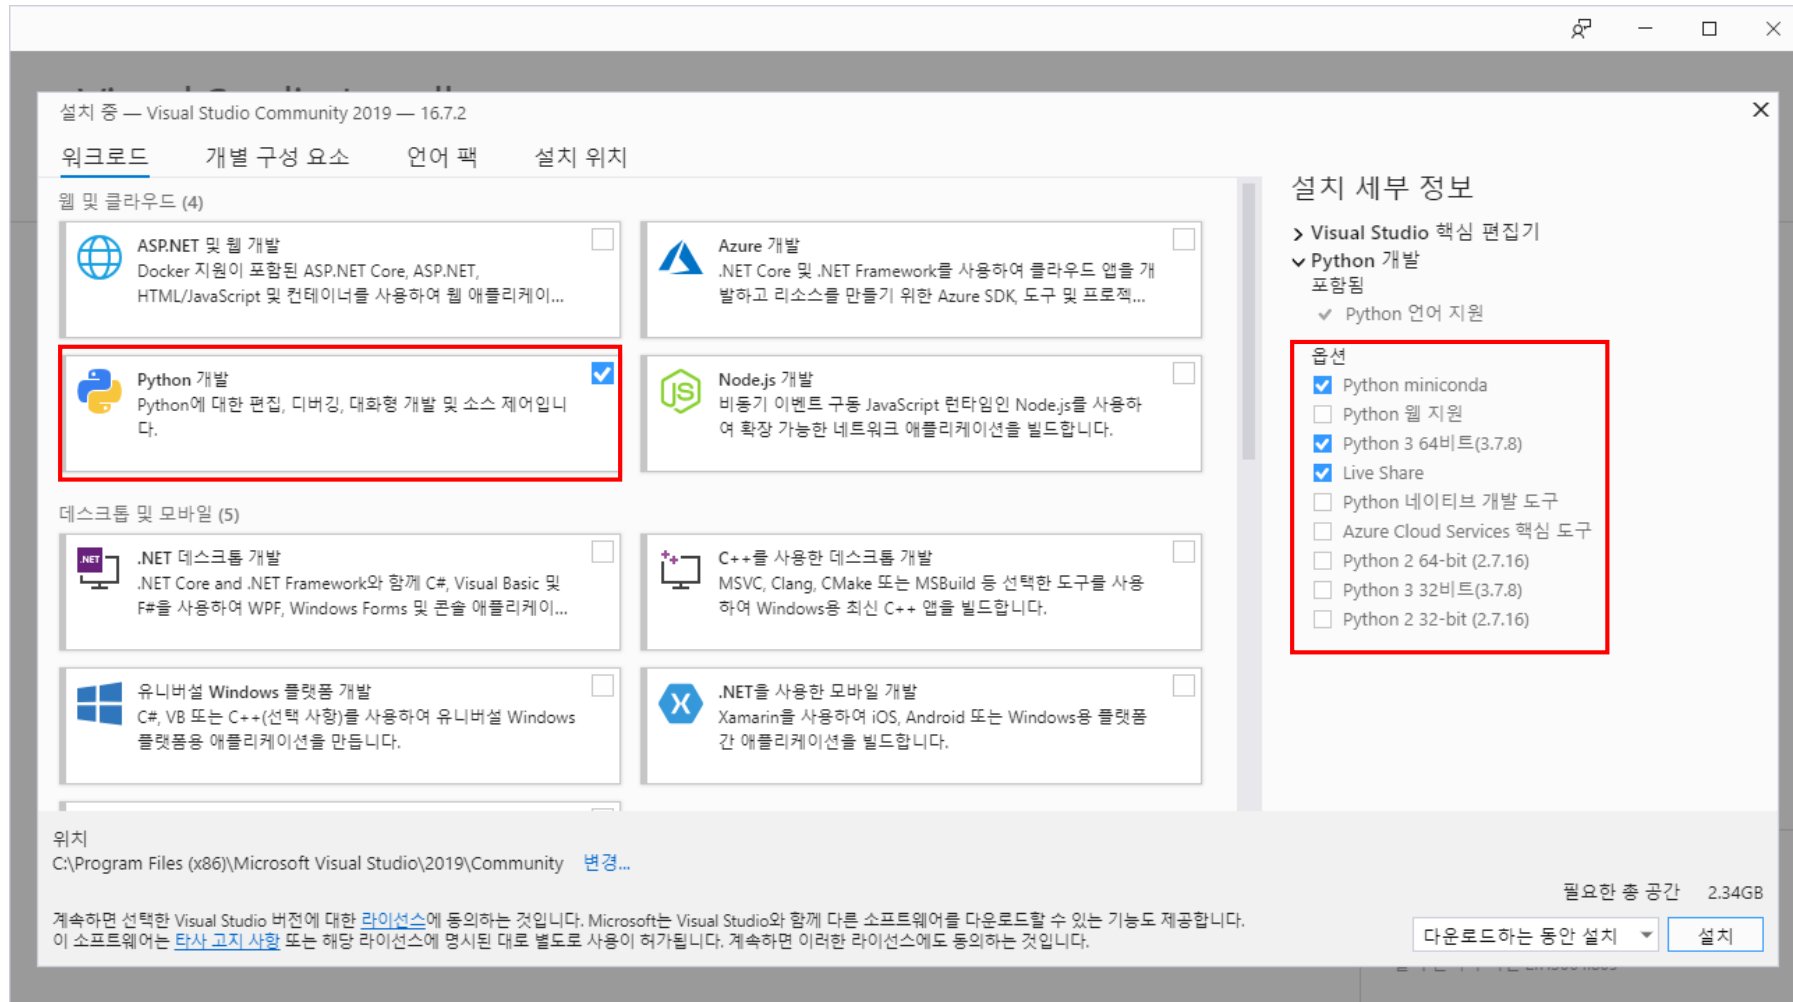 설치 중 — Visual Studio Community 2019 — 16.7.2
워크로드
개별 구성 요소
언어 팩
설치 위치
웹 및 클라우드 (4)
ASP.NET 및 웹 개발
Docker 지원이 포함된 ASP.NET Core, ASP.NET,
HTML/JavaScript 및 컨테이너를 사용하여 웹 애플리케이...
Azure 개발
.NET Core 및 .NET Framework를 사용하여 클라우드 앱을 개
발하고 리소스를 만들기 위한 Azure SDK, 도구 및 프로젝...
Python 개발
Python에 대한 편집, 디버깅, 대화형 개발 및 소스 제어입니
다.
Node.js 개발
비동기 이벤트 구동 JavaScript 런타임인 Node.js를 사용하
여 확장 가능한 네트워크 애플리케이션을 빌드합니다.
데스크톱 및 모바일 (5)
.NET
.NET 데스크톱 개발
.NET Core and .NET Framework와 함께 C#, Visual Basic 및
F#을 사용하여 WPF, Windows Forms 및 콘솔 애플리케이...
C++를 사용한 데스크톱 개발
MSVC, Clang, CMake 또는 MSBuild 등 선택한 도구를 사용
하여 Windows용 최신 C++ 앱을 빌드합니다.
유니버설 Windows 플랫폼 개발
C#, VB 또는 C++(선택 사항)를 사용하여 유니버설 Windows
플랫폼용 애플리케이션을 만듭니다.
.NET을 사용한 모바일 개발
Xamarin을 사용하여 iOS, Android 또는 Windows용 플랫폼
간 애플리케이션을 빌드합니다.
설치 세부 정보
Visual Studio 핵심 편집기
Python 개발
포함됨
Python 언어 지원
옵션
Python miniconda
Python 웹 지원
Python 3 64비트(3.7.8)
Live Share
Python 네이티브 개발 도구
Azure Cloud Services 핵심 도구
Python 2 64-bit (2.7.16)
Python 3 32비트(3.7.8)
Python 2 32-bit (2.7.16)
위치
C:\Program Files (x86)\Microsoft Visual Studio\2019\Community 변경...
필요한 총 공간 2.34GB
계속하면 선택한 Visual Studio 버전에 대한 라이선스에 동의하는 것입니다. Microsoft는 Visual Studio와 함께 다른 소프트웨어를 다운로드할 수 있는 기능도 제공합니다.
이 소프트웨어는 타사 고지 사항 또는 해당 라이선스에 명시된 대로 별도로 사용이 허가됩니다. 계속하면 이러한 라이선스에도 동의하는 것입니다.
다운로드하는 동안 설치
설치